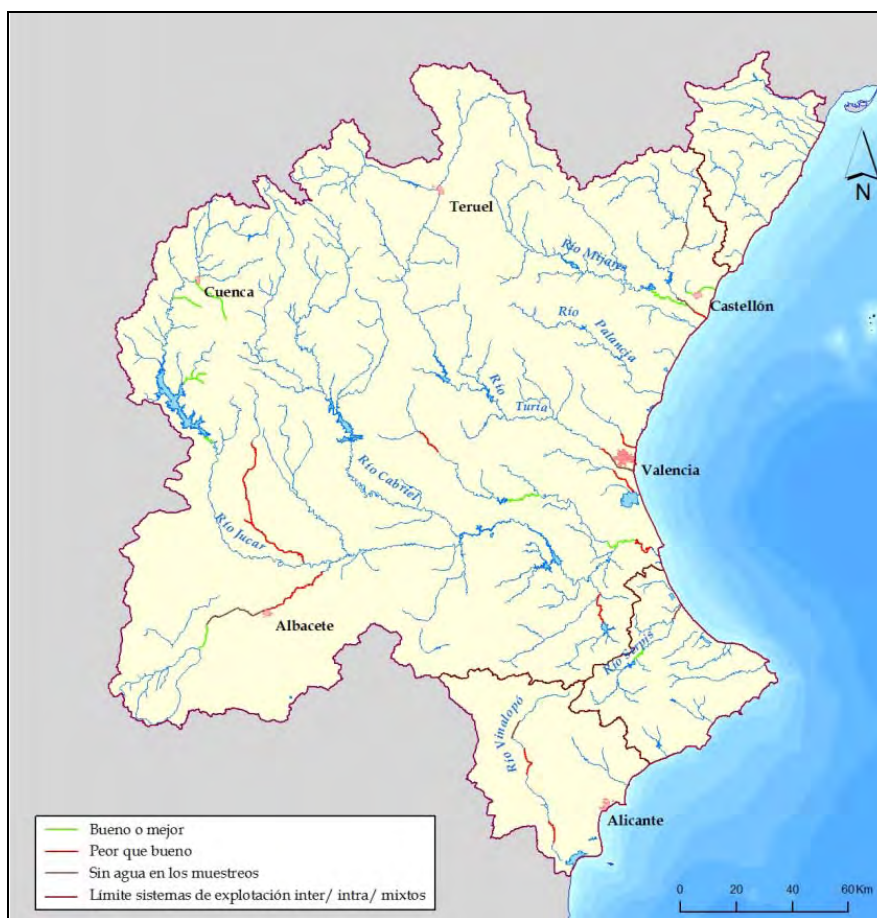 N
Teruel
Río Mijares
Cuenca
Castellón
Río
Palancia
Río
Turia
Valencia
Río Cabriel
Río Jucar
Albacete
Río Serpis
Río Vinalopó
Alicante
Bueno o mejor
Peor que bueno
Sin agua en los muestreos
Límite sistemas de explotación inter/ intra/ mixtos
0 20 40 60 Km